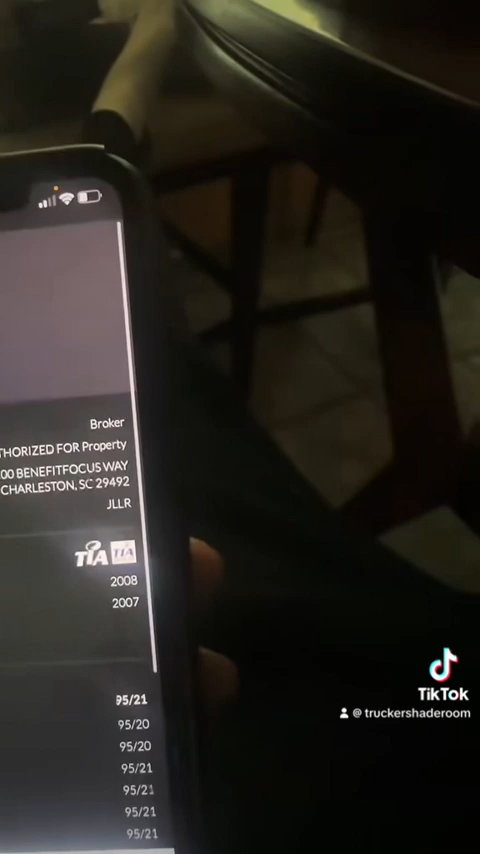 Broker
THORIZED FOR Property
00 BENEFITFOCUS WAY
CHARLESTON, SC 29492
JLLR
TIA TIA
2008
2007
95/21
95/20
95/20
95/21
95/21
95/21
95/21
TikTok
@ truckershaderoom